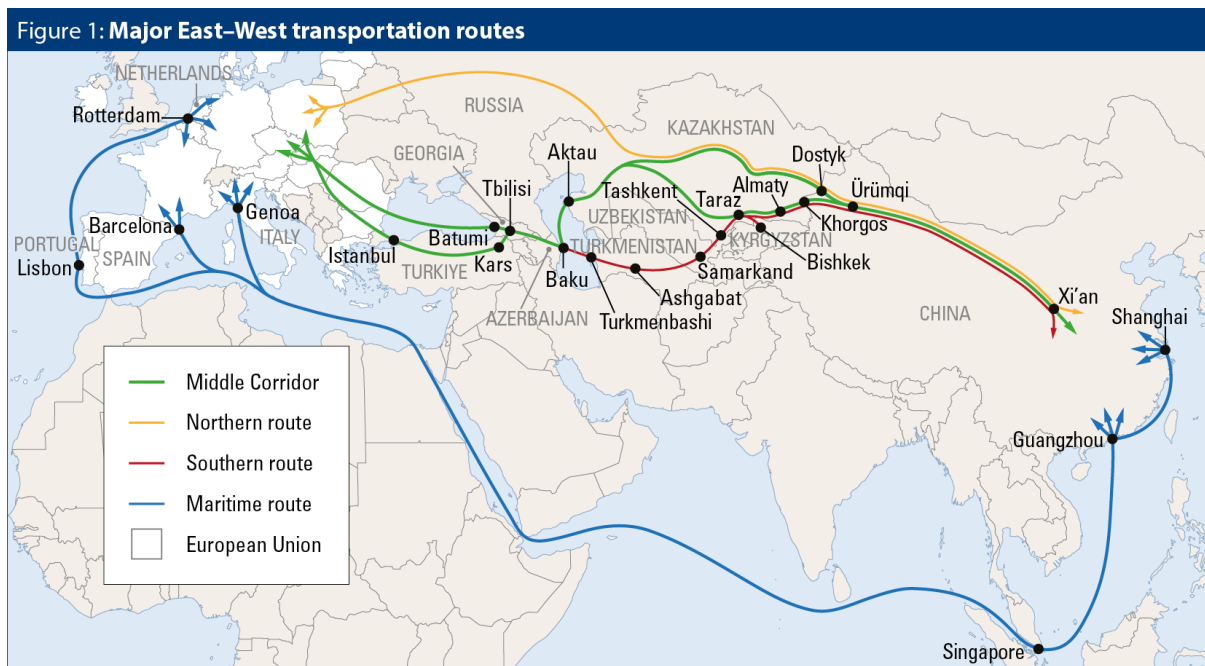 Figure 1: Major East–West transportation routes
NETHERLANDS
Rotterdam
RUSSIA
KAZAKHSTAN
GEORGIA
Aktau
Dostyk
Tbilisi
Tashkent
Almaty
Taraz
Ürümqi
Barcelona
Genoa
ITALY
UZBEKISTAN
PORTUGAL
SPAIN
Lisbon
Batumi
Istanbul
TURKIYE
Kars
TURKMENISTAN
KYRGYZSTAN
Khorgos
Bishkek
Baku
Samarkand
Ashgabat
AZERBAIJAN
Turkmenbashi
CHINA
Xi’an
Shanghai
Guangzhou
Singapore
Middle Corridor
Northern route
Southern route
Maritime route
European Union